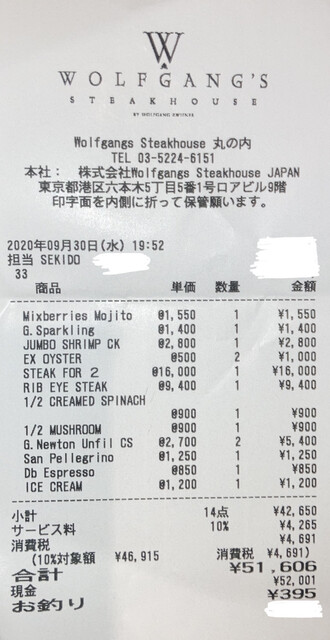 W
WOLFGANG'S
STEAKHOUSE
BY WOLFGANG ZWIENER
Wolfgangs Steakhouse 丸の内
TEL 03-5224-6151
本社： 株式会社Wolfgangs Steakhouse JAPAN
東京都港区六本木5丁目5番1号ロアビル9階
印字面を内側に折って保管願います。
2020年09月30日(水) 19:52
担当 SEKIDO
33
商品 単価 数量 金額
Mixberries Mojito @1,550 1 ¥1,550
G.Sparkling @1,400 1 ¥1,400
JUMBO SHRIMP CK @2,800 1 ¥2,800
EX OYSTER @500 2 ¥1,000
STEAK FOR 2 @16,000 1 ¥16,000
RIB EYE STEAK @9,400 1 ¥9,400
1/2 CREAMED SPINACH
@900 1 ¥900
1/2 MUSHROOM @900 1 ¥900
G.Newton Unfil CS @2,700 2 ¥5,400
San Pellegrino @1,250 1 ¥1,250
Db Espresso @850 1 ¥850
ICE CREAM @1,200 1 ¥1,200
小計 14点 ¥42,650
サービス料 10% ¥4,265
消費税 ¥4,691
(10%対象額 ¥46,915 消費税 ¥4,691)
合計 ¥51,606
現金 ¥52,001
お釣り ¥395